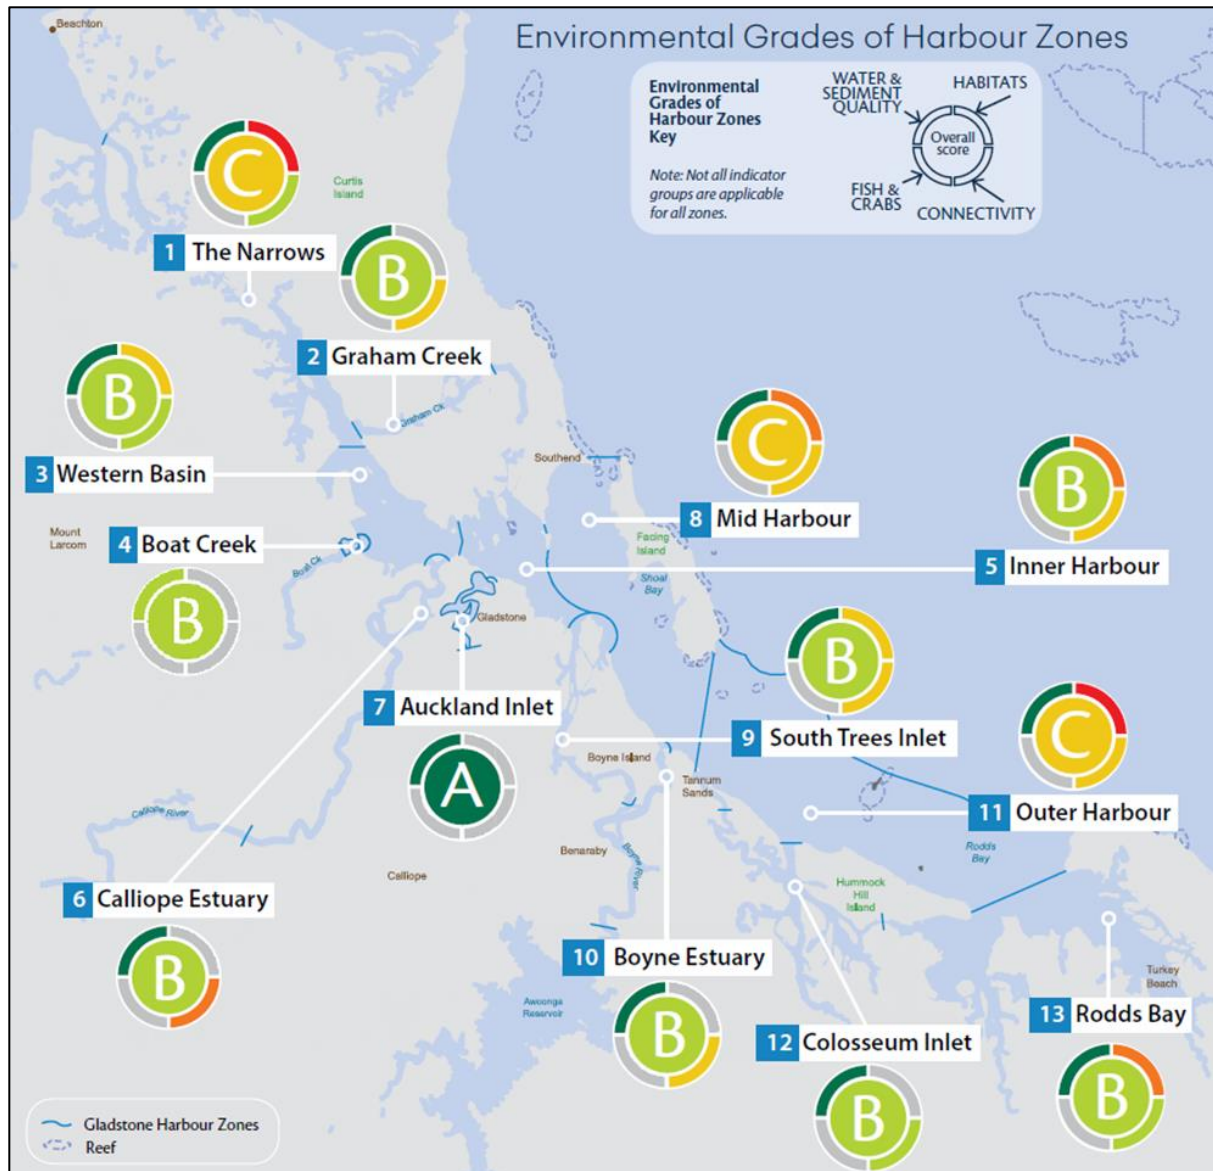 Environmental Grades of Harbour Zones
Beachton
Environmental
Grades of
Harbour Zones
Key
Note: Not all indicator
groups are applicable
for all zones.
WATER &
SEDIMENT
QUALITY
HABITATS
Overall
score
FISH &
CRABS
CONNECTIVITY
C
1 The Narrows
Curtis
Island
B
2 Graham Creek
Graham Ck
B
3 Western Basin
Mount
Larcom
4 Boat Creek
Boat Ck
B
Southend
C
8 Mid Harbour
Facing
Island
Shoal
Bay
B
5 Inner Harbour
Gladstone
7 Auckland Inlet
A
B
9 South Trees Inlet
Boyne Island
Tannum
Sands
C
11 Outer Harbour
Rodds
Bay
Calliope River
Calliope
Benaraby
Boyne River
6 Calliope Estuary
B
Hummock
Hill
Island
10 Boyne Estuary
B
Awoonga
Reservoir
12 Colosseum Inlet
B
Turkey
Beach
13 Rodds Bay
B
Gladstone Harbour Zones
Reef